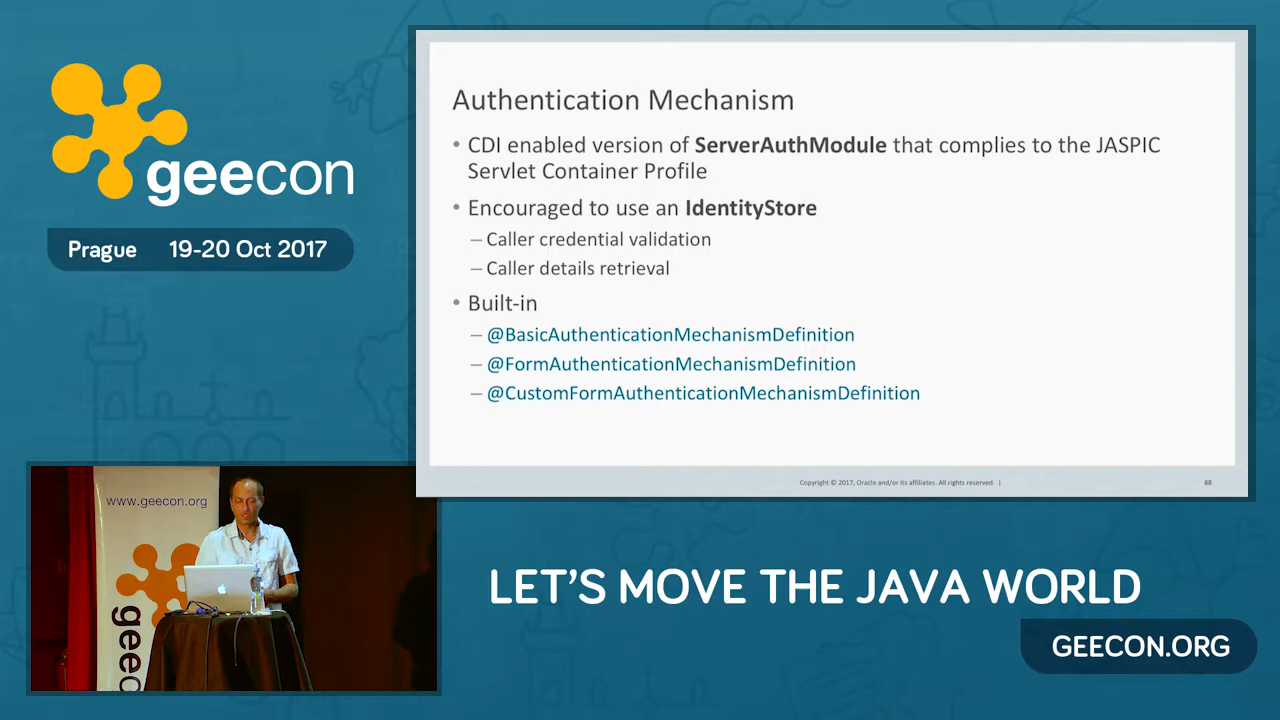 geecon
Prague 19-20 Oct 2017
Authentication Mechanism
• CDI enabled version of ServerAuthModule that complies to the JASPIC
Servlet Container Profile
• Encouraged to use an IdentityStore
– Caller credential validation
– Caller details retrieval
• Built-in
– @BasicAuthenticationMechanismDefinition
– @FormAuthenticationMechanismDefinition
– @CustomFormAuthenticationMechanismDefinition
Copyright © 2017, Oracle and/or its affiliates. All rights reserved. |
88
www.geecon.org
geec
LET'S MOVE THE JAVA WORLD
GEECON.ORG